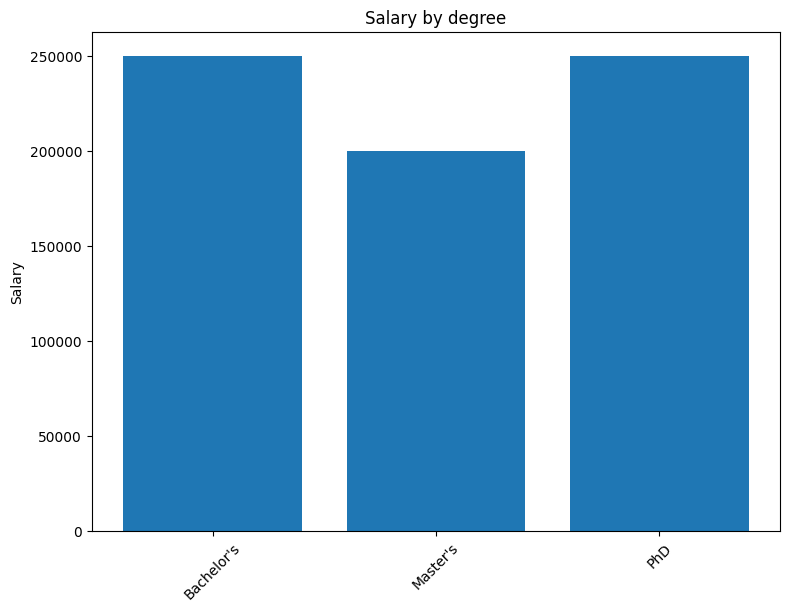 Salary by degree
250000
200000
150000
100000
50000
0
Salary
Bachelor's
Master's
PhD